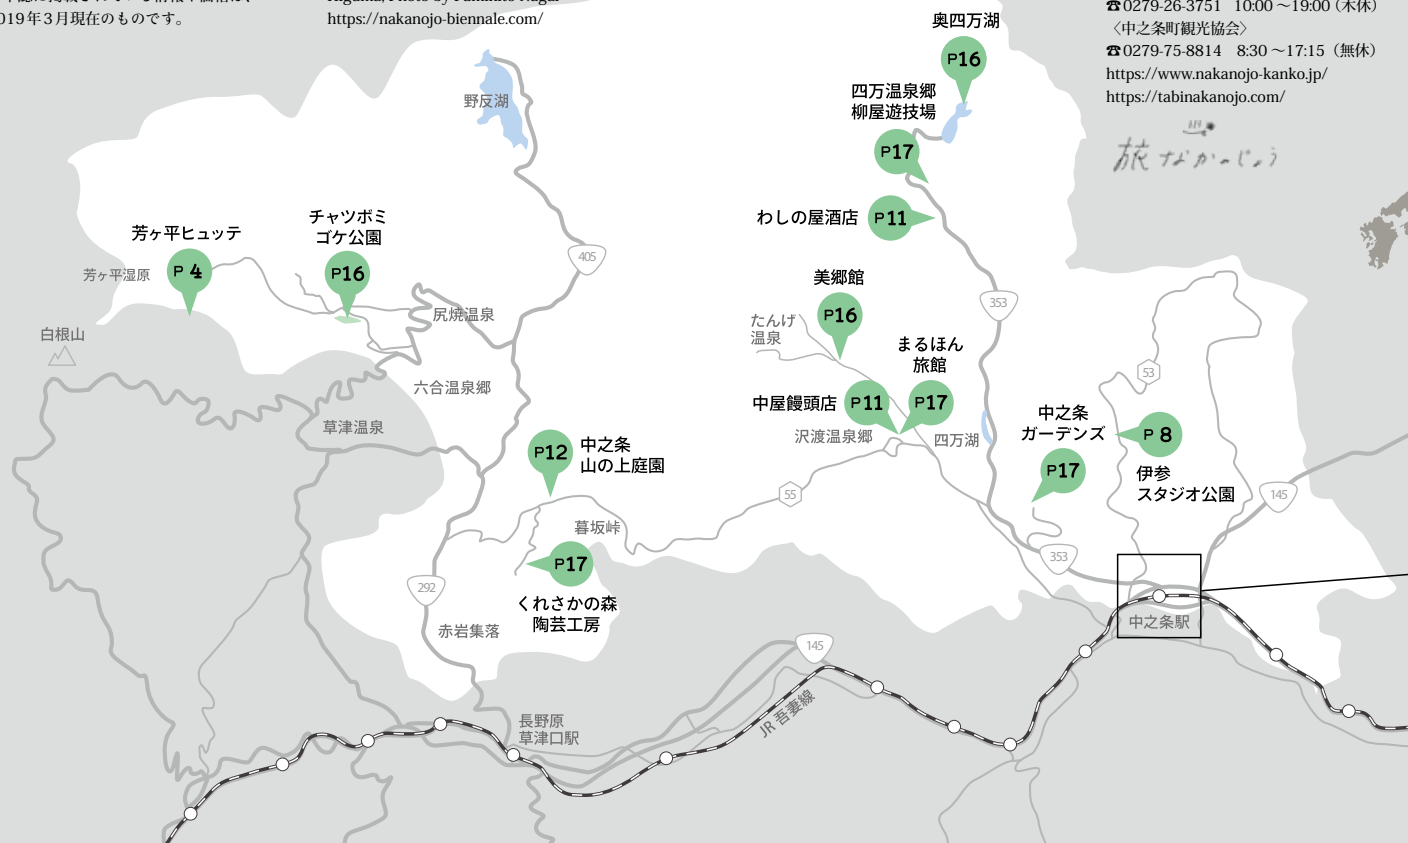 019年3月現在のものです。
https://nakanojo-biennale.com/
☎0279-26-3751 10:00～19:00（木休）
〈中之条町観光協会〉
☎0279-75-8814 8:30～17:15（無休）
https://www.nakanojo-kanko.jp/
https://tabinakanojo.com/
旅なかのじょう
奥四万湖
P16
野反湖
四万温泉郷
柳屋遊技場
P17
わしの屋酒店
P11
チャツボミ
ゴケ公園
P16
芳ヶ平ヒュッテ
P 4
芳ヶ平湿原
405
尻焼温泉
白根山
美郷館
P16
353
たんげ
温泉
まるほん
旅館
P17
中屋饅頭店
P11
六合温泉郷
53
草津温泉
沢渡温泉郷
四万湖
中之条
ガーデンズ
P17
P 8
伊参
スタジオ公園
P12
中之条
山の上庭園
55
145
暮坂峠
P17
くれさかの森
陶芸工房
353
292
赤岩集落
中之条駅
145
JR 吾妻線
長野原
草津口駅